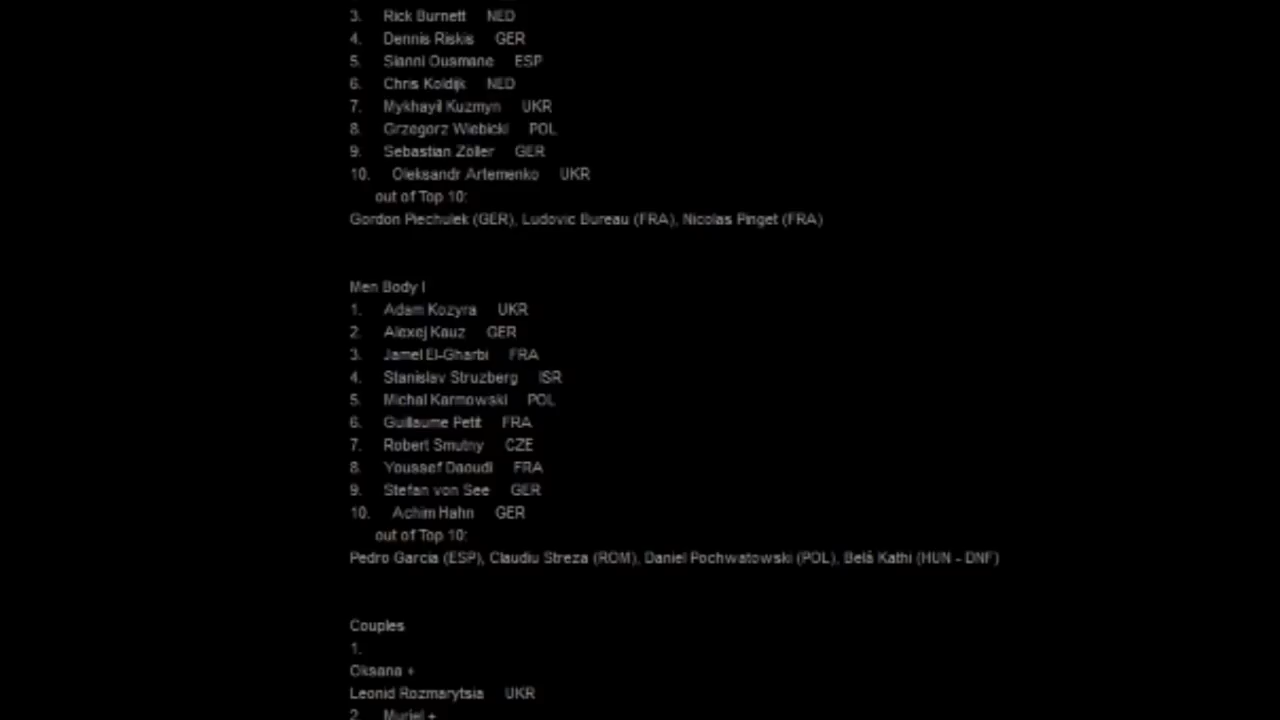 3. Rick Burnett NED
4. Dennis Riskis GER
5. Slanni Ousmane ESP
6. Chris Koldijk NED
7. Mykhayil Kuzmyn UKR
8. Grzegorz Wiebicki POL
9. Sebastian Zöller GER
10. Oleksandr Artemenko UKR
out of Top 10:
Gordon Piechulek (GER), Ludovic Bureau (FRA), Nicolas Pinget (FRA)
Men Body I
1. Adam Kozyra UKR
2. Alexej Kauz GER
3. Jamel El-Gharbi FRA
4. Stanislav Struzberg ISR
5. Michal Karmowski POL
6. Guillaume Petit FRA
7. Robert Smutny CZE
8. Youssef Daoudi FRA
9. Stefan von See GER
10. Achim Hahn GER
out of Top 10:
Pedro Garcia (ESP), Claudiu Streza (ROM), Daniel Pochwatowski (POL), Belá Kathi (HUN - DNF)
Couples
1.
Oksana +
Leonid Rozmarytsia UKR
2. Muriel +